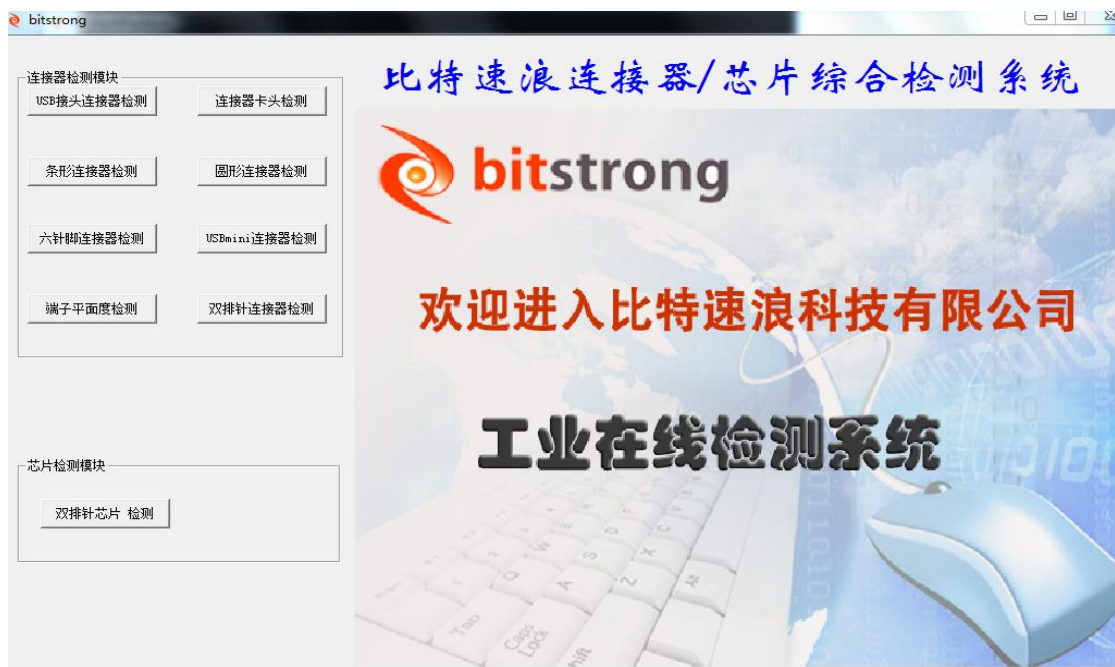 bitstrong
比特速浪连接器/芯片综合检测系统
连接器检测模块
USB接头连接器检测
连接器卡头检测
条形连接器检测
圆形连接器检测
六针脚连接器检测
USBmini连接器检测
端子平面度检测
双排针连接器检测
芯片检测模块
双排针芯片 检测
bitstrong
欢迎进入比特速浪科技有限公司
工业在线检测系统
Tab
Caps
Lock
Alt